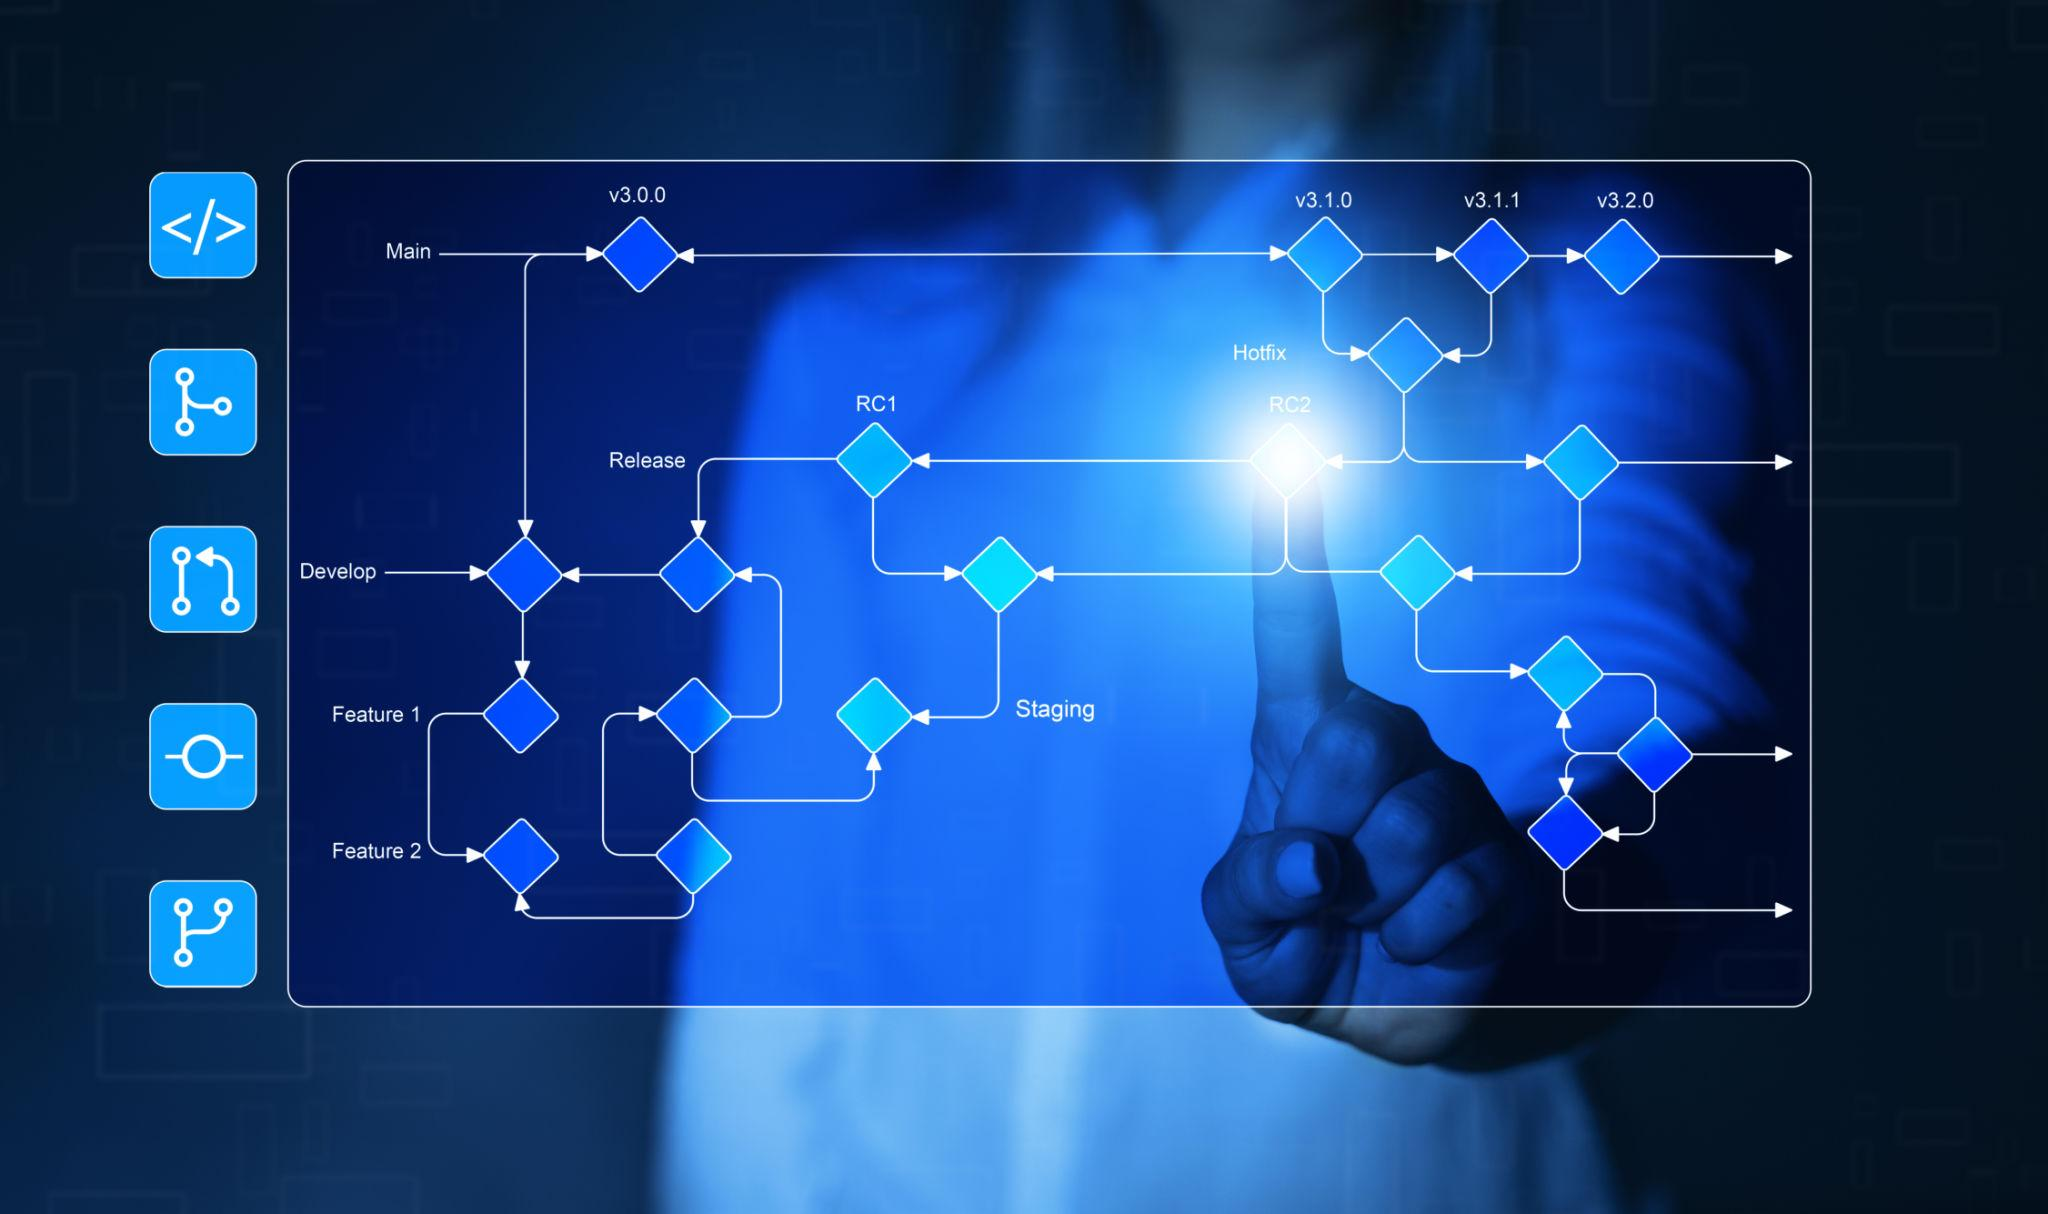 v3.0.0
v3.1.0
v3.1.1
v3.2.0
Main
Hotfix
RC1
RC2
Release
Develop
Feature 1
Staging
Feature 2
</>